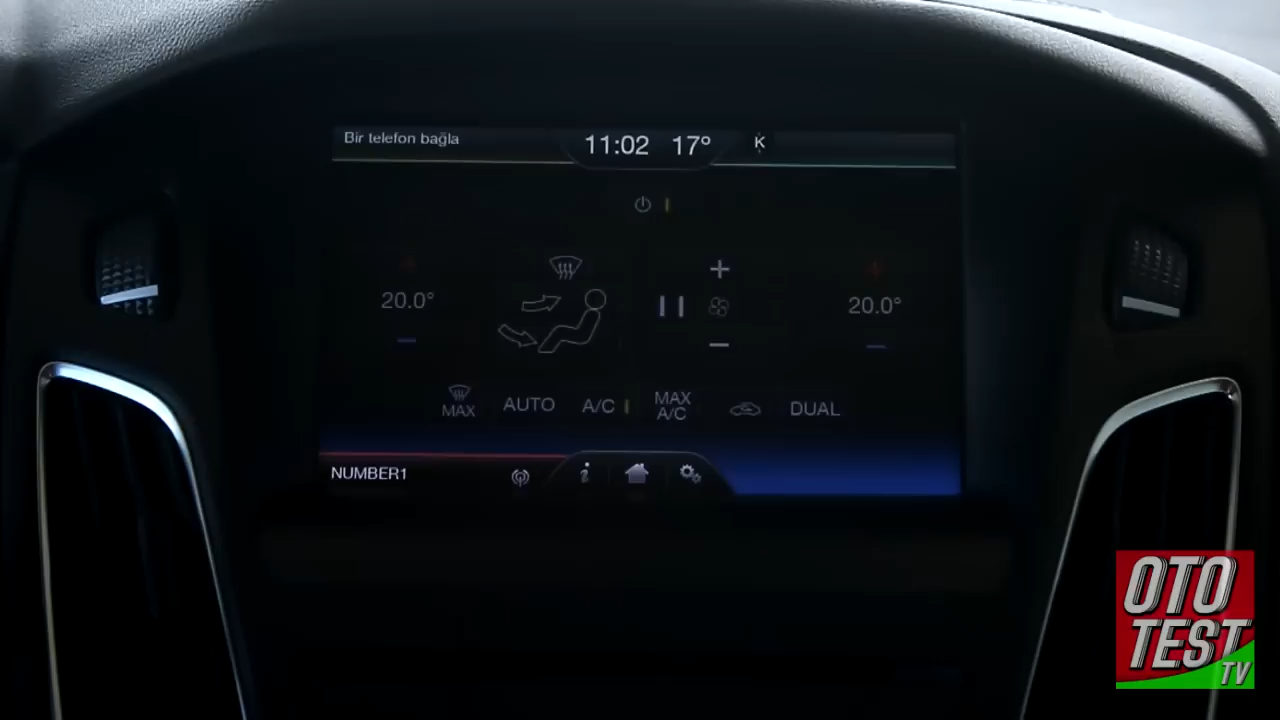 Bir telefon bağla
11:02 17° K
20.0°
20.0°
MAX
AUTO
A/C
MAX
A/C
DUAL
NUMBER1
OTO
TEST
TV